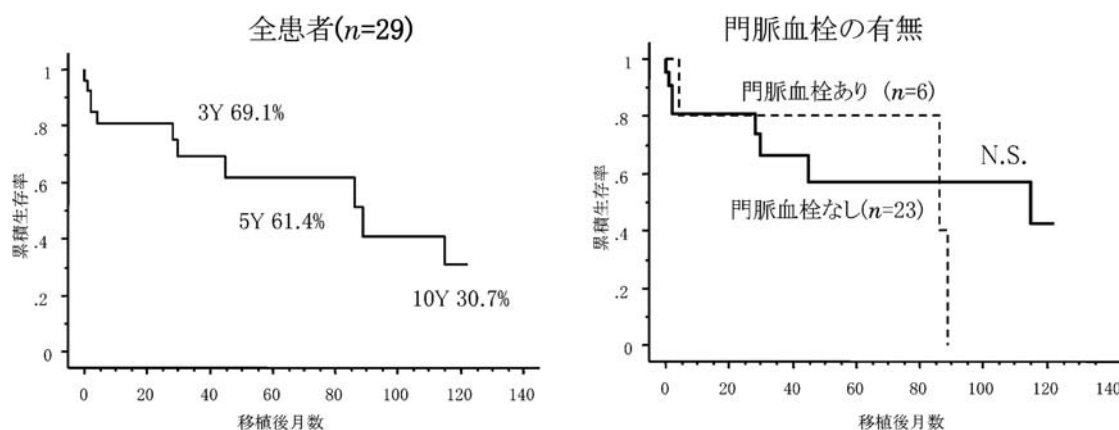 全患者(n=29)
1
.8
.6
.4
.2
0
累積生存率
3Y 69.1%
5Y 61.4%
10Y 30.7%
0 20 40 60 80 100 120 140
移植後月数
門脈血栓の有無
1
.8
.6
.4
.2
0
累積生存率
門脈血栓あり (n=6)
N.S.
門脈血栓なし(n=23)
0 20 40 60 80 100 120 140
移植後月数